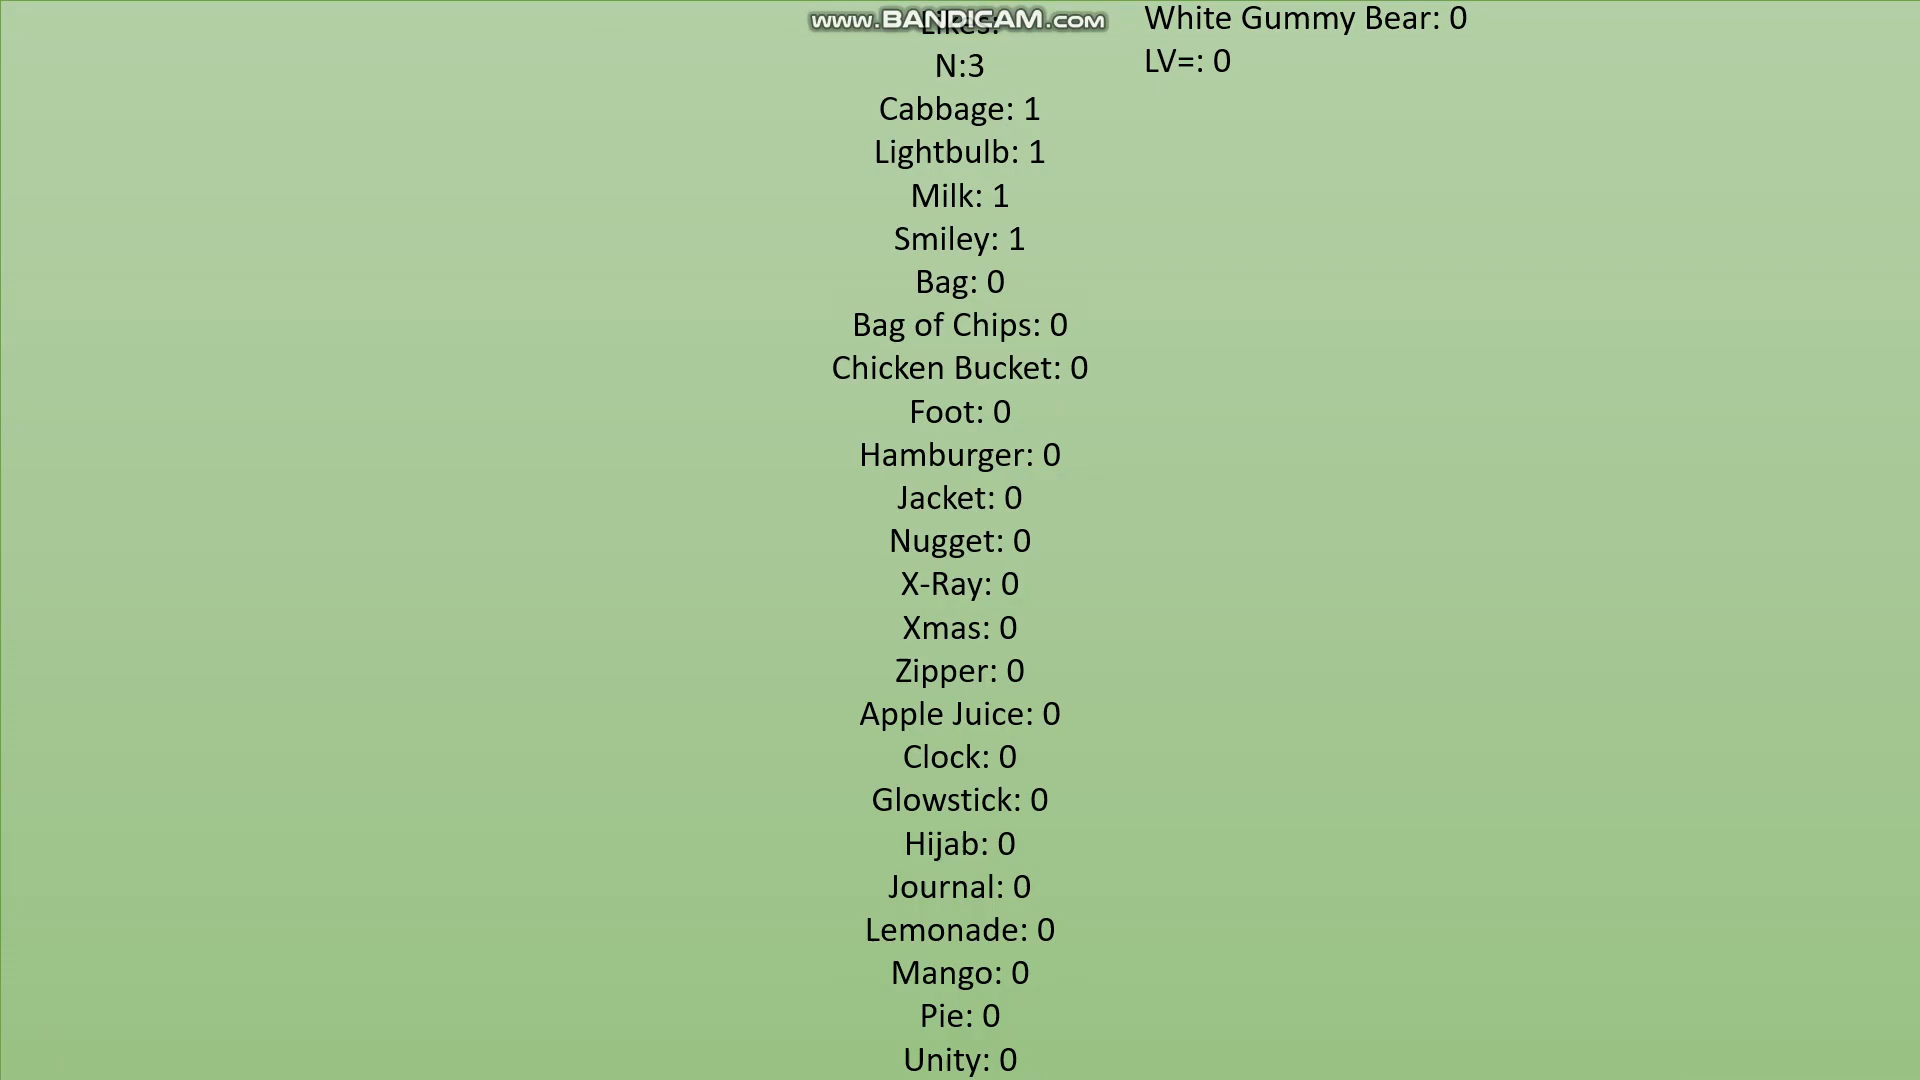 www.BANDICAM.com
Likes:
N:3
Cabbage: 1
Lightbulb: 1
Milk: 1
Smiley: 1
Bag: 0
Bag of Chips: 0
Chicken Bucket: 0
Foot: 0
Hamburger: 0
Jacket: 0
Nugget: 0
X-Ray: 0
Xmas: 0
Zipper: 0
Apple Juice: 0
Clock: 0
Glowstick: 0
Hijab: 0
Journal: 0
Lemonade: 0
Mango: 0
Pie: 0
Unity: 0
White Gummy Bear: 0
LV=: 0